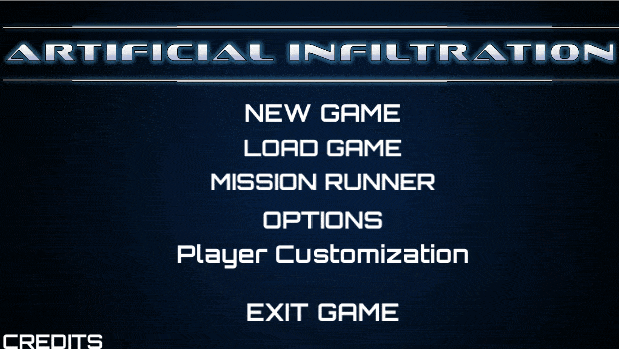 ARTIFICIAL INFILTRATION
NEW GAME
LOAD GAME
MISSION RUNNER
OPTIONS
Player Customization
EXIT GAME
CREDITS